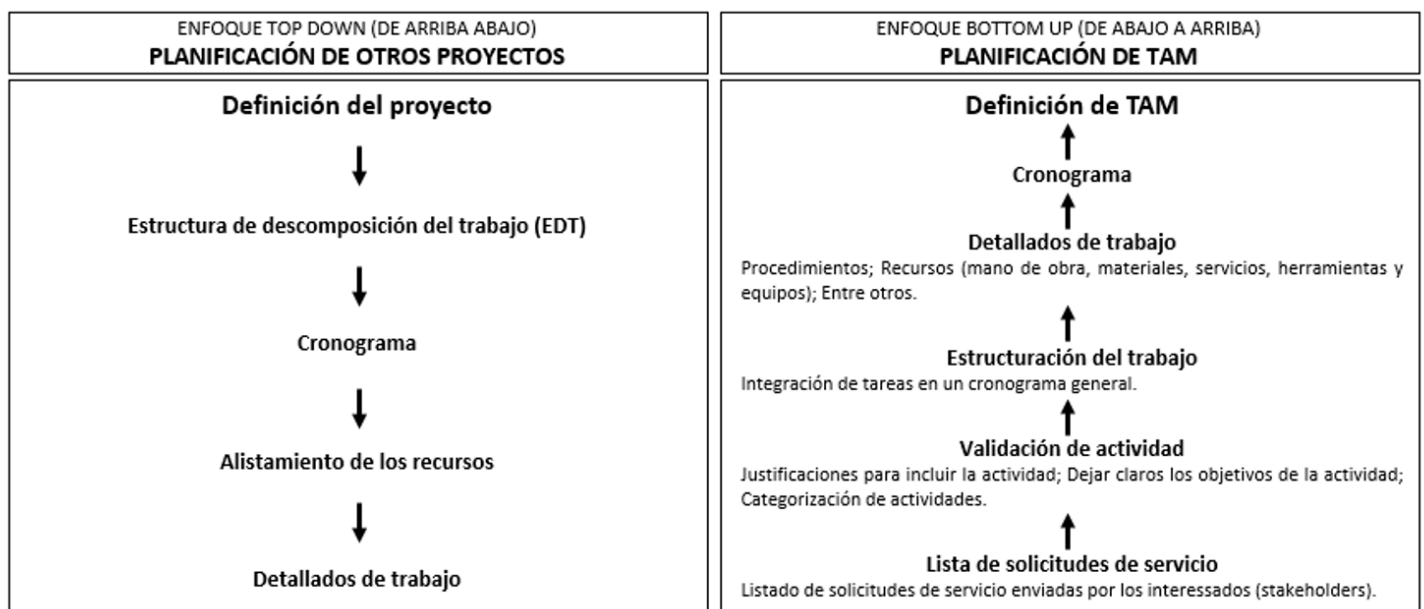 ENFOQUE TOP DOWN (DE ARRIBA ABAJO)
PLANIFICACIÓN DE OTROS PROYECTOS
Definición del proyecto
Estructura de descomposición del trabajo (EDT)
Cronograma
Alistamiento de los recursos
Detallados de trabajo
ENFOQUE BOTTOM UP (DE ABAJO A ARRIBA)
PLANIFICACIÓN DE TAM
Definición de TAM
Cronograma
Detallados de trabajo
Procedimientos; Recursos (mano de obra, materiales, servicios, herramientas y
equipos); Entre otros.
Estructuración del trabajo
Integración de tareas en un cronograma general.
Validación de actividad
Justificaciones para incluir la actividad; Dejar claros los objetivos de la actividad;
Categorización de actividades.
Lista de solicitudes de servicio
Listado de solicitudes de servicio enviadas por los interessados (stakeholders).